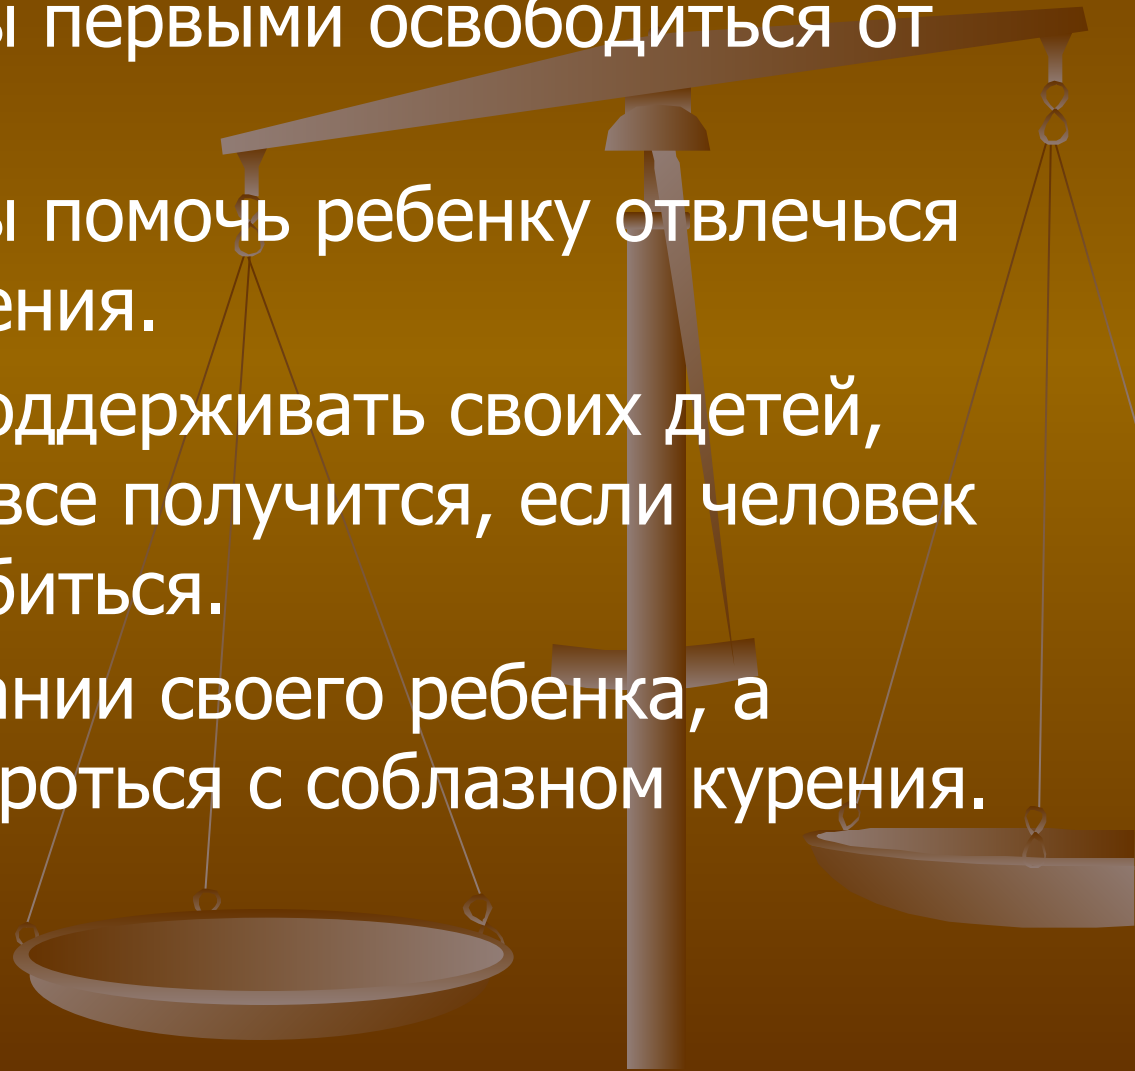 ы первыми освободиться от
ы помочь ребенку отвлечься
ения.
оддерживать своих детей,
все получится, если человек
биться.
ании своего ребенка, а
роться с соблазном курения.